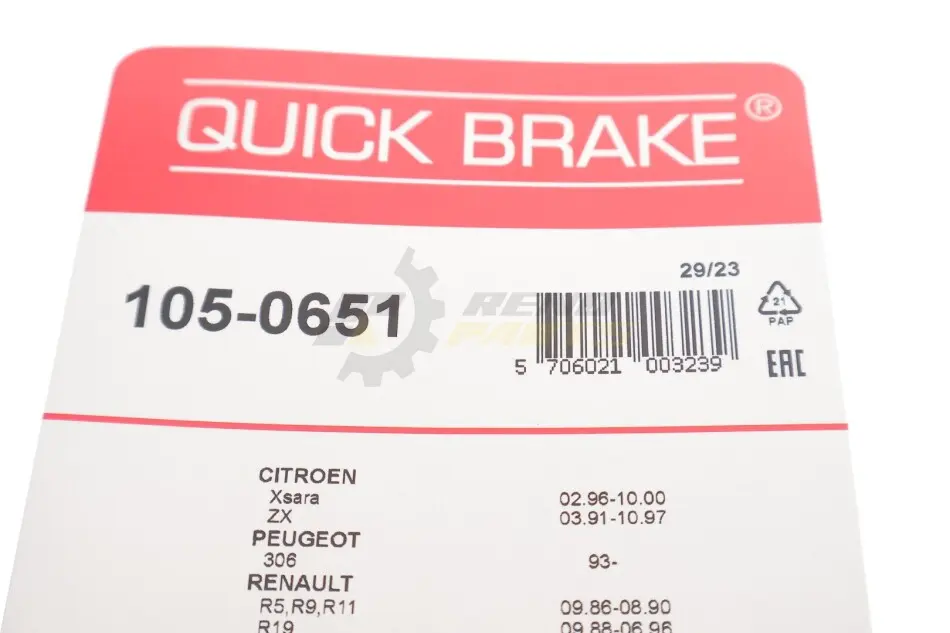 QUICK BRAKE®
29/23
105-0651
REMO
PARTS
21
PAP
5 706021 003239
EAC
CITROEN
Xsara 02.96-10.00
ZX 03.91-10.97
PEUGEOT
306 93-
RENAULT
R5,R9,R11 09.86-08.90
R19 09.88-06.96